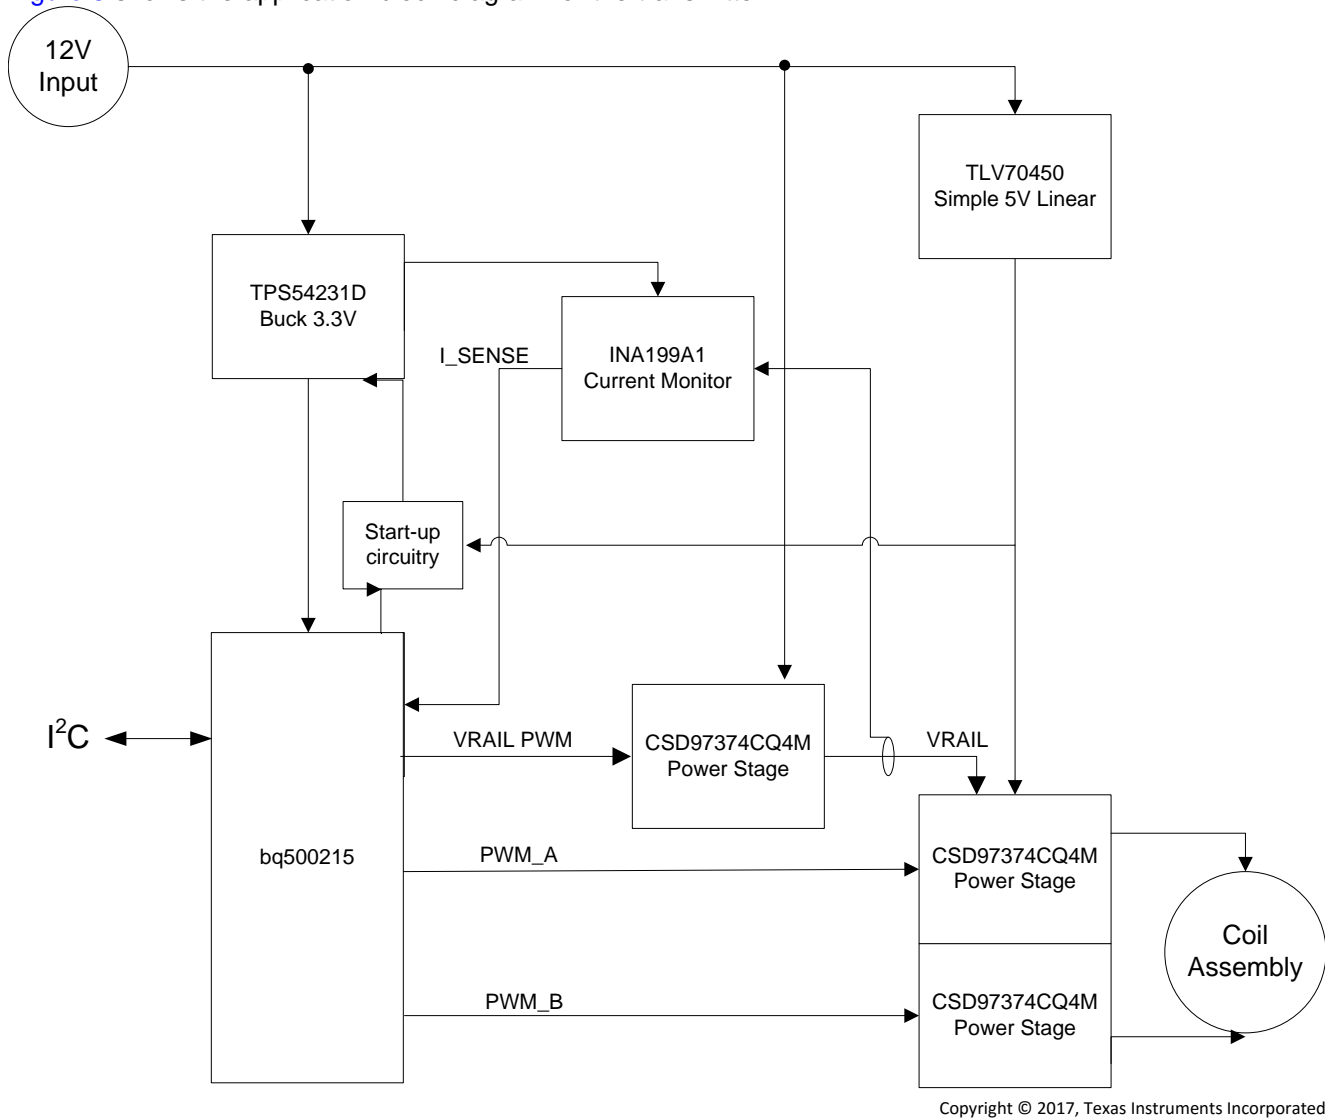 12V
Input
TLV70450
Simple 5V Linear
TPS54231D
Buck 3.3V
I_SENSE
INA199A1
Current Monitor
Start-up
circuitry
I²C
VRAIL PWM
CSD97374CQ4M
Power Stage
VRAIL
bq500215
PWM_A
CSD97374CQ4M
Power Stage
Coil
Assembly
PWM_B
CSD97374CQ4M
Power Stage
Copyright © 2017, Texas Instruments Incorporated